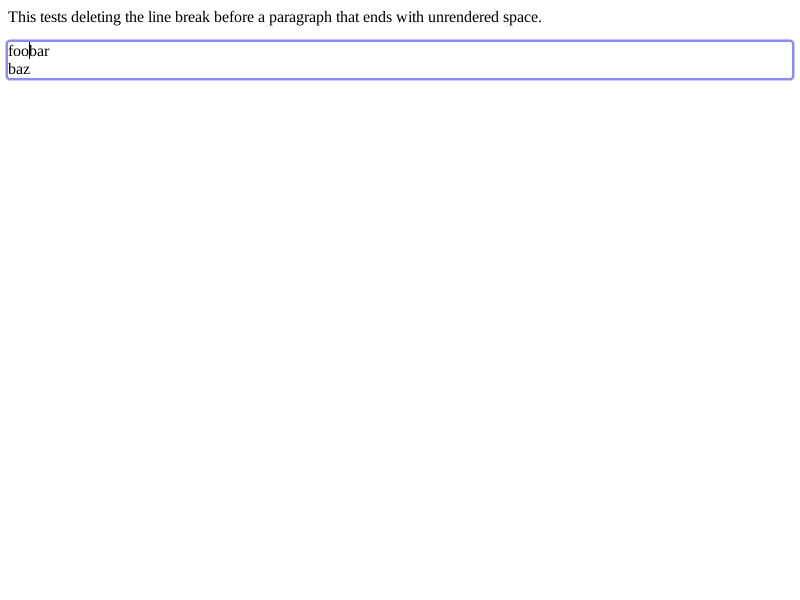 This tests deleting the line break before a paragraph that ends with unrendered space.
foobar
baz